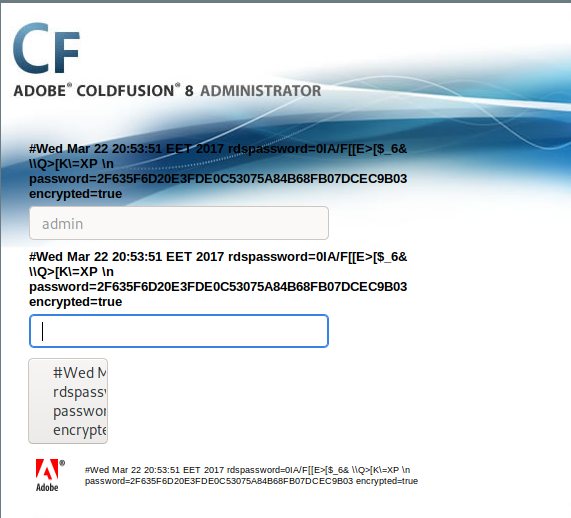 CF
ADOBE® COLDFUSION® 8 ADMINISTRATOR
#Wed Mar 22 20:53:51 EET 2017 rdspassword=0IA/F[[E>[$_6&
\\Q>[K\=XP \n
password=2F635F6D20E3FDE0C53075A84B68FB07DCEC9B03
encrypted=true
admin
#Wed Mar 22 20:53:51 EET 2017 rdspassword=0IA/F[[E>[$_6&
\\Q>[K\=XP \n
password=2F635F6D20E3FDE0C53075A84B68FB07DCEC9B03
encrypted=true
#Wed M
rdspassw
passwor
encrypte
Adobe® #Wed Mar 22 20:53:51 EET 2017 rdspassword=0IA/F[[E>[$_6& \\Q>[K\=XP \n
password=2F635F6D20E3FDE0C53075A84B68FB07DCEC9B03 encrypted=true